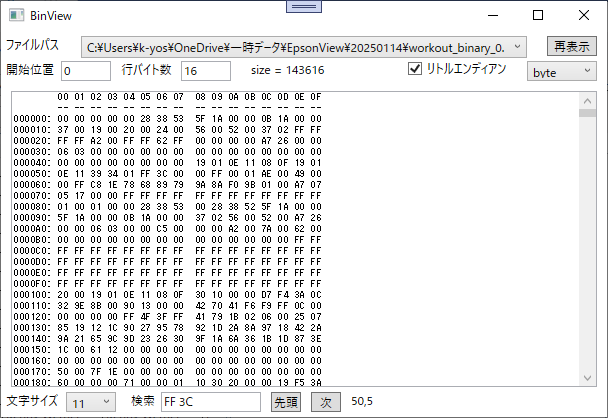 BinView
ファイルパス C:¥Users¥k-yos¥OneDrive¥一時データ¥EpsonView¥20250114¥workout_binary_0. 再表示
開始位置 0 行バイト数 16 size = 143616 リトルエンディアン byte
00 01 02 03 04 05 06 07 08 09 0A 0B 0C 0D 0E 0F
-- -- -- -- -- -- -- -- -- -- -- -- -- -- -- --
000000: 00 00 00 00 00 28 38 53 5F 1A 00 00 0B 1A 00 00
000010: 37 00 19 00 20 00 24 00 56 00 52 00 37 02 FF FF
000020: FF FF A2 00 FF FF 62 FF 00 00 00 00 A7 26 00 00
000030: 06 03 00 00 00 00 00 00 00 00 00 00 00 00 00 00
000040: 00 00 00 00 00 00 00 00 19 01 0E 11 08 0F 19 01
000050: 0E 11 39 34 01 FF 3C 00 00 FF 00 01 AE 00 49 00
000060: 00 FF C8 1E 78 68 89 79 9A 8A F0 9B 01 00 A7 07
000070: 05 17 00 00 FF FF FF FF FF FF FF FF FF FF FF FF
000080: 01 00 01 00 00 28 38 53 00 28 38 52 5F 1A 00 00
000090: 5F 1A 00 00 0B 1A 00 00 37 02 56 00 52 00 A7 26
0000A0: 00 00 06 03 00 00 C5 00 00 00 A2 00 7A 00 62 00
0000B0: 00 00 00 00 00 00 00 00 00 00 00 00 00 00 FF FF
0000C0: FF FF FF FF FF FF FF FF FF FF FF FF FF FF FF FF
0000D0: FF FF FF FF FF FF FF FF FF FF FF FF FF FF FF FF
0000E0: FF FF FF FF FF FF FF FF FF FF FF FF FF FF FF FF
0000F0: FF FF FF FF FF FF FF FF FF FF FF FF FF FF FF FF
000100: 20 00 19 01 0E 11 08 0F 30 10 00 00 D7 F4 3A 0C
000110: 32 9E 8B 00 90 13 00 00 42 70 41 F6 F9 FF 0C 00
000120: 00 00 00 00 FF 4F 3F FF 41 79 1B 02 06 00 25 07
000130: 85 19 12 1C 90 27 95 78 92 1D 2A 8A 97 18 42 2A
000140: 9A 21 65 9C 9D 23 26 30 9F 1A 6A 36 1B 1D 87 3E
000150: 1C 00 61 12 00 00 00 00 00 00 00 00 00 00 00 00
000160: 00 00 00 00 00 00 00 00 00 00 00 00 00 00 00 00
000170: 50 00 7F 1E 00 00 00 00 00 00 00 00 00 00 00 00
000180: 60 00 00 00 71 00 00 01 10 30 20 00 00 19 F5 3A
文字サイズ 11 検索 FF 3C 先頭 次 50,5